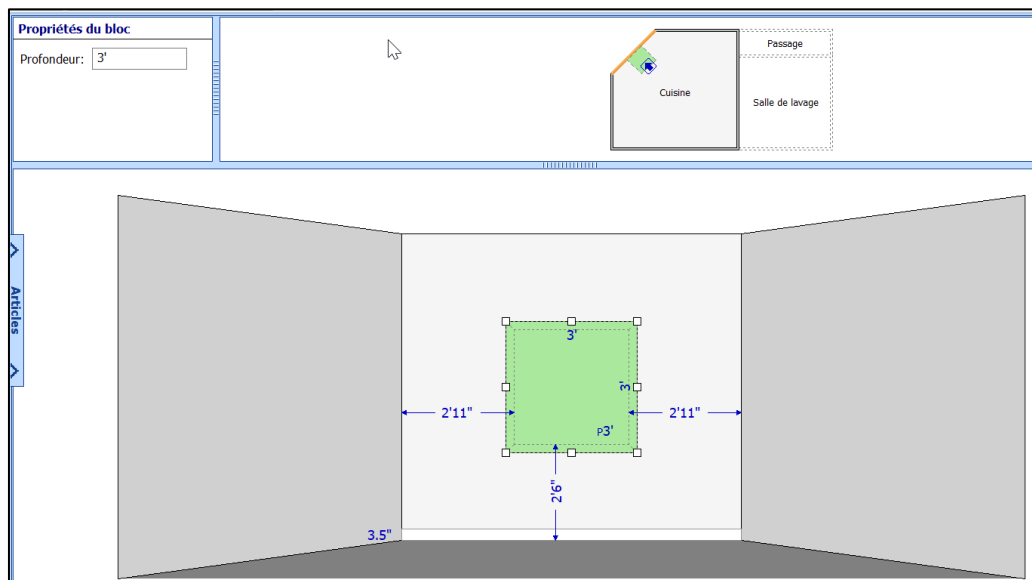 Propriétés du bloc
Profondeur: 3'
Passage
Cuisine
Salle de lavage
Articles
3'
3'
2'11"
2'11"
P3'
2'6"
3.5"